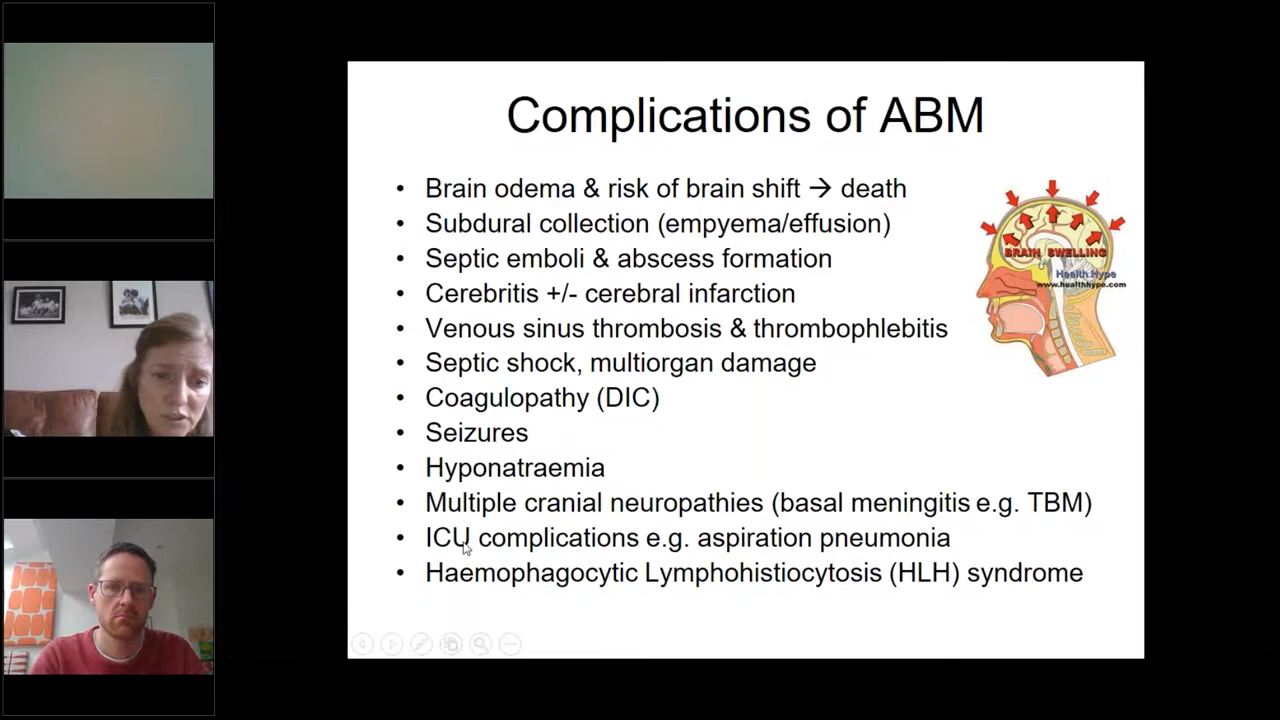 Complications of ABM
• Brain odema & risk of brain shift → death
• Subdural collection (empyema/effusion)
• Septic emboli & abscess formation
• Cerebritis +/- cerebral infarction
• Venous sinus thrombosis & thrombophlebitis
• Septic shock, multiorgan damage
• Coagulopathy (DIC)
• Seizures
• Hyponatraemia
• Multiple cranial neuropathies (basal meningitis e.g. TBM)
• ICU complications e.g. aspiration pneumonia
• Haemophagocytic Lymphohistiocytosis (HLH) syndrome
BRAIN SWELLING
Health Hype
www.healthhype.com